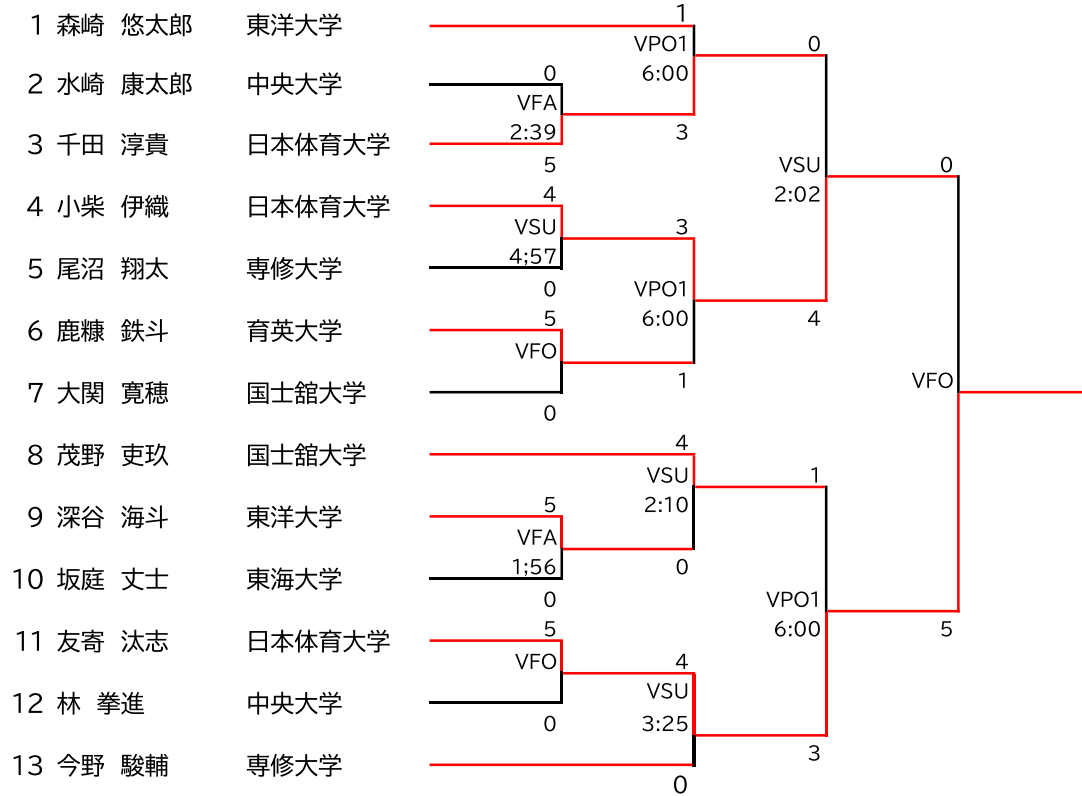 1 森崎 悠太郎 東洋大学
2 水崎 康太郎 中央大学
3 千田 淳貴 日本体育大学
4 小柴 伊織 日本体育大学
5 尾沼 翔太 専修大学
6 鹿糠 鉄斗 育英大学
7 大関 寛穂 国士舘大学
8 茂野 吏玖 国士舘大学
9 深谷 海斗 東洋大学
10 坂庭 丈士 東海大学
11 友寄 汰志 日本体育大学
12 林 拳進 中央大学
13 今野 駿輔 専修大学
0
VFA
2:39
5
4
VSU
4;57
0
5
VFO
0
5
VFA
1;56
0
5
VFO
0
1
VPO1
6:00
3
3
VPO1
6:00
1
4
VSU
2:10
0
4
VSU
3:25
0
0
VSU
2:02
4
1
VPO1
6:00
3
0
VFO
5